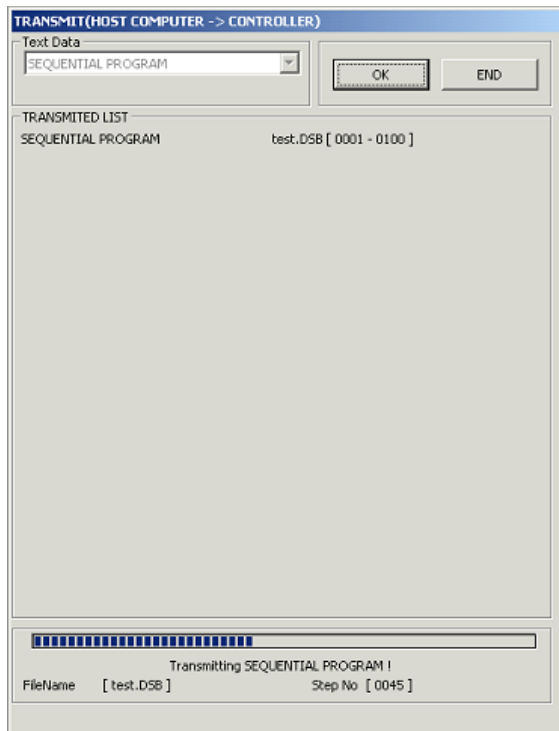 TRANSMIT(HOST COMPUTER -> CONTROLLER)
Text Data
SEQUENTIAL PROGRAM
OK
END
TRANSMITED LIST
SEQUENTIAL PROGRAM test.DSB [ 0001 - 0100 ]
Transmitting SEQUENTIAL PROGRAM !
FileName [ test.DSB ] Step No [ 0045 ]